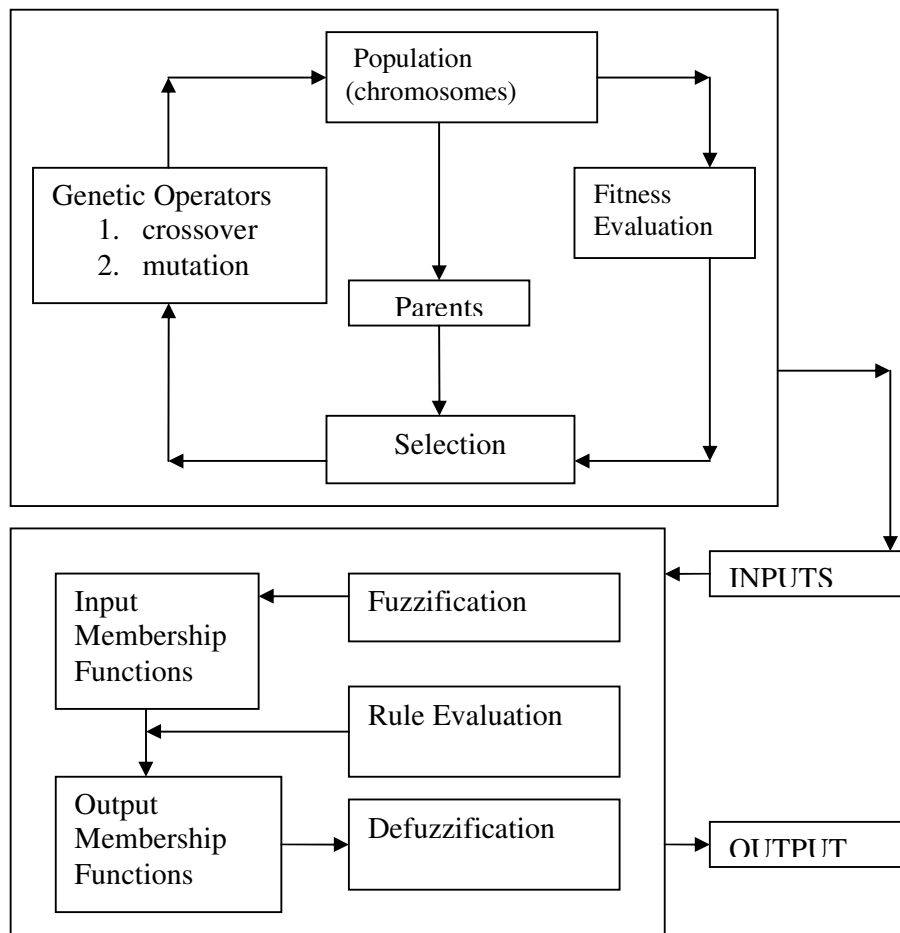 Population
(chromosomes)
Genetic Operators
1. crossover
2. mutation
Fitness
Evaluation
Parents
Selection
INPUTS
Input
Membership
Functions
Fuzzification
Rule Evaluation
Output
Membership
Functions
Defuzzification
OUTPUT